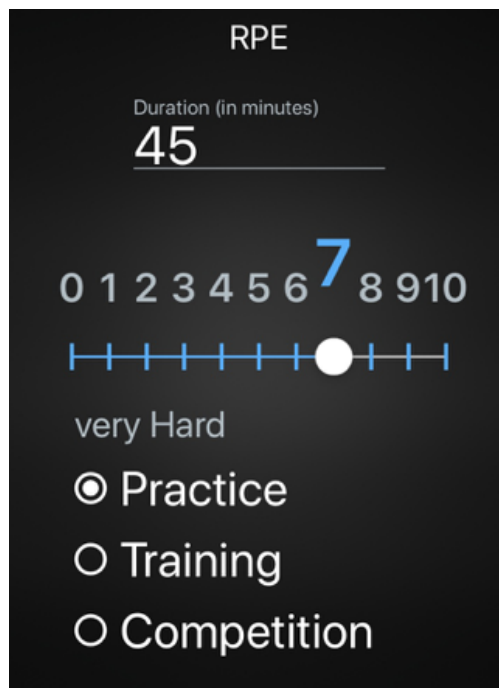 RPE
Duration (in minutes)
45
0 1 2 3 4 5 6 7 8 9 10
very Hard
Practice
Training
Competition